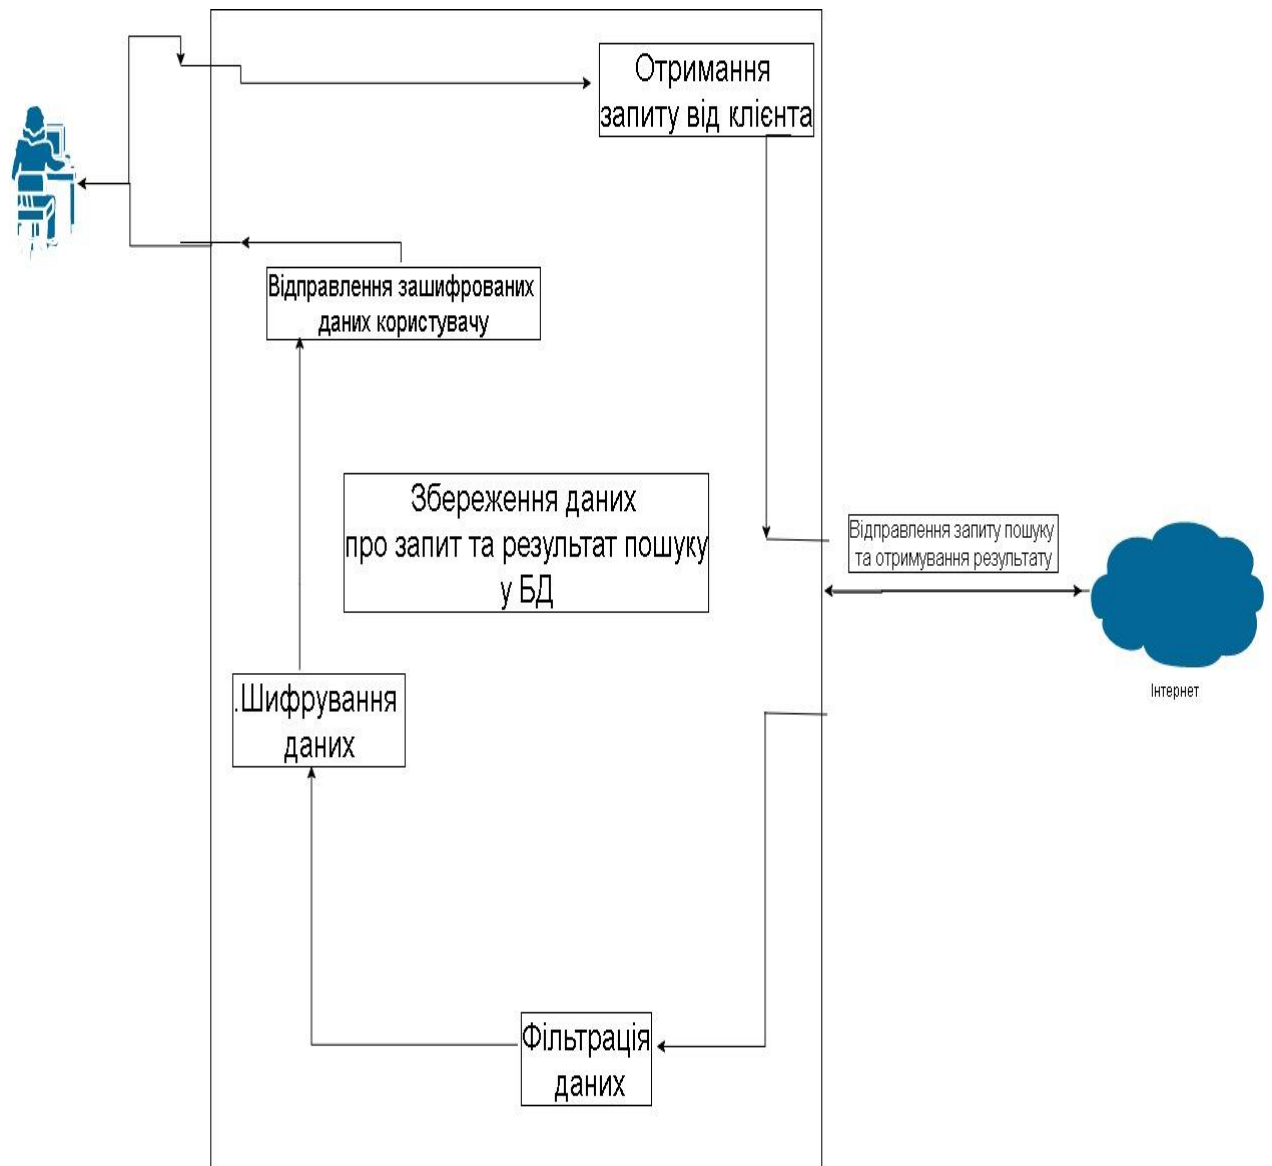 Отримання
запиту від клієнта
Відправлення зашифрованих
даних користувачу
Збереження даних
про запит та результат пошуку
у БД
Відправлення запиту пошуку
та отримування результату
Інтернет
.Шифрування
даних
Фільтрація
даних